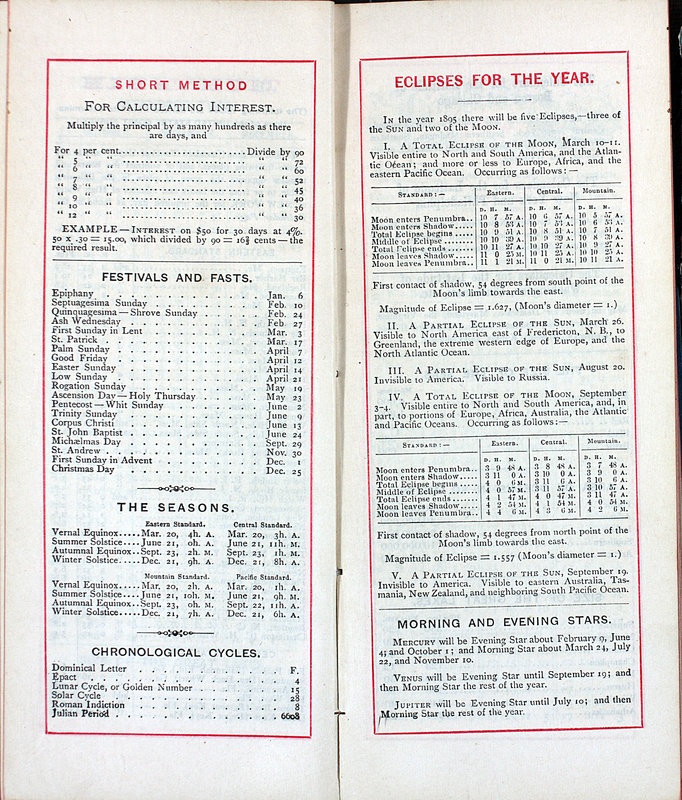 SHORT METHOD
FOR CALCULATING INTEREST.
Multiply the principal by as many hundreds as there
are days, and
For 4 per cent............................Divide by 90
“ 5 “ “ ............................ “ “ 72
“ 6 “ “ ............................ “ “ 60
“ 7 “ “ ............................ “ “ 52
“ 8 “ “ ............................ “ “ 45
“ 9 “ “ ............................ “ “ 40
“ 10 “ “ ............................ “ “ 36
“ 12 “ “ ............................ “ “ 30
EXAMPLE—INTEREST on $50 for 30 days at 4%.
50 x .30 = 15.00, which divided by 90 = 16⅔ cents—the
required result.
FESTIVALS AND FASTS.
Epiphany . . . . . . . . Jan. 6
Septuagesima Sunday . . . . . . Feb. 10
Quinquagesima—Shrove Sunday . . . . Feb. 24
Ash Wednesday . . . . . . . Feb. 27
First Sunday in Lent . . . . . . Mar. 3
St. Patrick . . . . . . . . Mar. 17
Palm Sunday . . . . . . . . April 7
Good Friday . . . . . . . . April 12
Easter Sunday . . . . . . . April 14
Low Sunday . . . . . . . . April 21
Rogation Sunday . . . . . . . May 19
Ascension Day—Holy Thursday . . . . May 23
Pentecost—Whit Sunday . . . . . June 2
Trinity Sunday . . . . . . . June 9
Corpus Christi . . . . . . . June 13
St. John Baptist . . . . . . . June 24
Michælmas Day . . . . . . . Sept. 29
St. Andrew . . . . . . . . Nov. 30
First Sunday in Advent . . . . . Dec. 1
Christmas Day . . . . . . . Dec. 25
THE SEASONS.
Eastern Standard. Central Standard.
Vernal Equinox.....Mar. 20, 4h. A. Mar. 20, 3h. A.
Summer Solstice....June 21, 0h. A. June 21, 11h. M.
Autumnal Equinox..Sept. 23, 2h. M. Sept. 23, 1h. M.
Winter Solstice.....Dec. 21, 9h. A. Dec. 21, 8h. A.
Mountain Standard. Pacific Standard.
Vernal Equinox.....Mar. 20, 2h. A. Mar. 20, 1h. A.
Summer Solstice....June 21, 10h. M. June 21, 9h. M.
Autumnal Equinox..Sept. 23, 0h. M. Sept. 22, 11h. A.
Winter Solstice.....Dec. 21, 7h. A. Dec. 21, 6h. A.
CHRONOLOGICAL CYCLES.
Dominical Letter . . . . . . . F.
Epact . . . . . . . . . 4
Lunar Cycle, or Golden Number . . . . 15
Solar Cycle . . . . . . . . 28
Roman Indiction . . . . . . . 8
Julian Period . . . . . . . 6608
ECLIPSES FOR THE YEAR.
In the year 1895 there will be five Eclipses,—three of
the SUN and two of the MOON.
I. A TOTAL ECLIPSE OF THE MOON, March 10–11.
Visible entire to North and South America, and the Atlan-
tic Ocean; and more or less to Europe, Africa, and the
eastern Pacific Ocean. Occurring as follows:—
STANDARD:— Eastern. Central. Mountain.
D. H. M. D. H. M. D. H. M.
Moon enters Penumbra.. 10 7 57 A. 10 6 57 A. 10 5 57 A.
Moon enters Shadow.... 10 8 53 A. 10 7 53 A. 10 6 53 A.
Total Eclipse begins .... 10 9 51 A. 10 8 51 A. 10 7 51 A.
Middle of Eclipse ....... 10 10 39 A. 10 9 39 A. 10 8 39 A.
Total Eclipse ends ...... 10 11 27 A. 10 10 27 A. 10 9 27 A.
Moon leaves Shadow.... 11 0 25 M. 10 11 25 A. 10 10 25 A.
Moon leaves Penumbra.. 11 1 21 M. 11 0 21 M. 10 11 21 A.
First contact of shadow, 54 degrees from south point of the
Moon's limb towards the east.
Magnitude of Eclipse = 1.627, (Moon's diameter = 1.)
II. A PARTIAL ECLIPSE OF THE SUN, March 26.
Visible to North America east of Fredericton, N. B., to
Greenland, the extreme western edge of Europe, and the
North Atlantic Ocean.
III. A PARTIAL ECLIPSE OF THE SUN, August 20.
Invisible to America. Visible to Russia.
IV. A TOTAL ECLIPSE OF THE MOON, September
3–4. Visible entire to North and South America, and, in
part, to portions of Europe, Africa, Australia, the Atlantic
and Pacific Oceans. Occurring as follows:—
STANDARD:— Eastern. Central. Mountain.
D. H. M. D. H. M. D. H. M.
Moon enters Penumbra.. 3 9 48 A. 3 8 48 A. 3 7 48 A.
Moon enters Shadow..... 3 11 0 A. 3 10 0 A. 3 9 0 A.
Total Eclipse begins ..... 4 0 6 M. 3 11 6 A. 3 10 6 A.
Middle of Eclipse ........ 4 0 57 M. 3 11 57 A. 3 10 57 A.
Total Eclipse ends ....... 4 1 47 M. 4 0 47 M. 3 11 47 A.
Moon leaves Shadow..... 4 2 54 M. 4 1 54 M. 4 0 54 M.
Moon leaves Penumbra.. 4 4 6 M. 4 3 6 M. 4 2 6 M.
First contact of shadow, 54 degrees from north point of the
Moon's limb towards the east.
Magnitude of Eclipse = 1.557 (Moon's diameter = 1.)
V. A PARTIAL ECLIPSE OF THE SUN, September 19.
Invisible to America. Visible to eastern Australia, Tas-
mania, New Zealand, and neighboring South Pacific Ocean.
MORNING AND EVENING STARS.
MERCURY will be Evening Star about February 9, June
4; and October 1; and Morning Star about March 24, July
22, and November 10.
VENUS will be Evening Star until September 19; and
then Morning Star the rest of the year.
JUPITER will be Evening Star until July 10; and then
Morning Star the rest of the year.